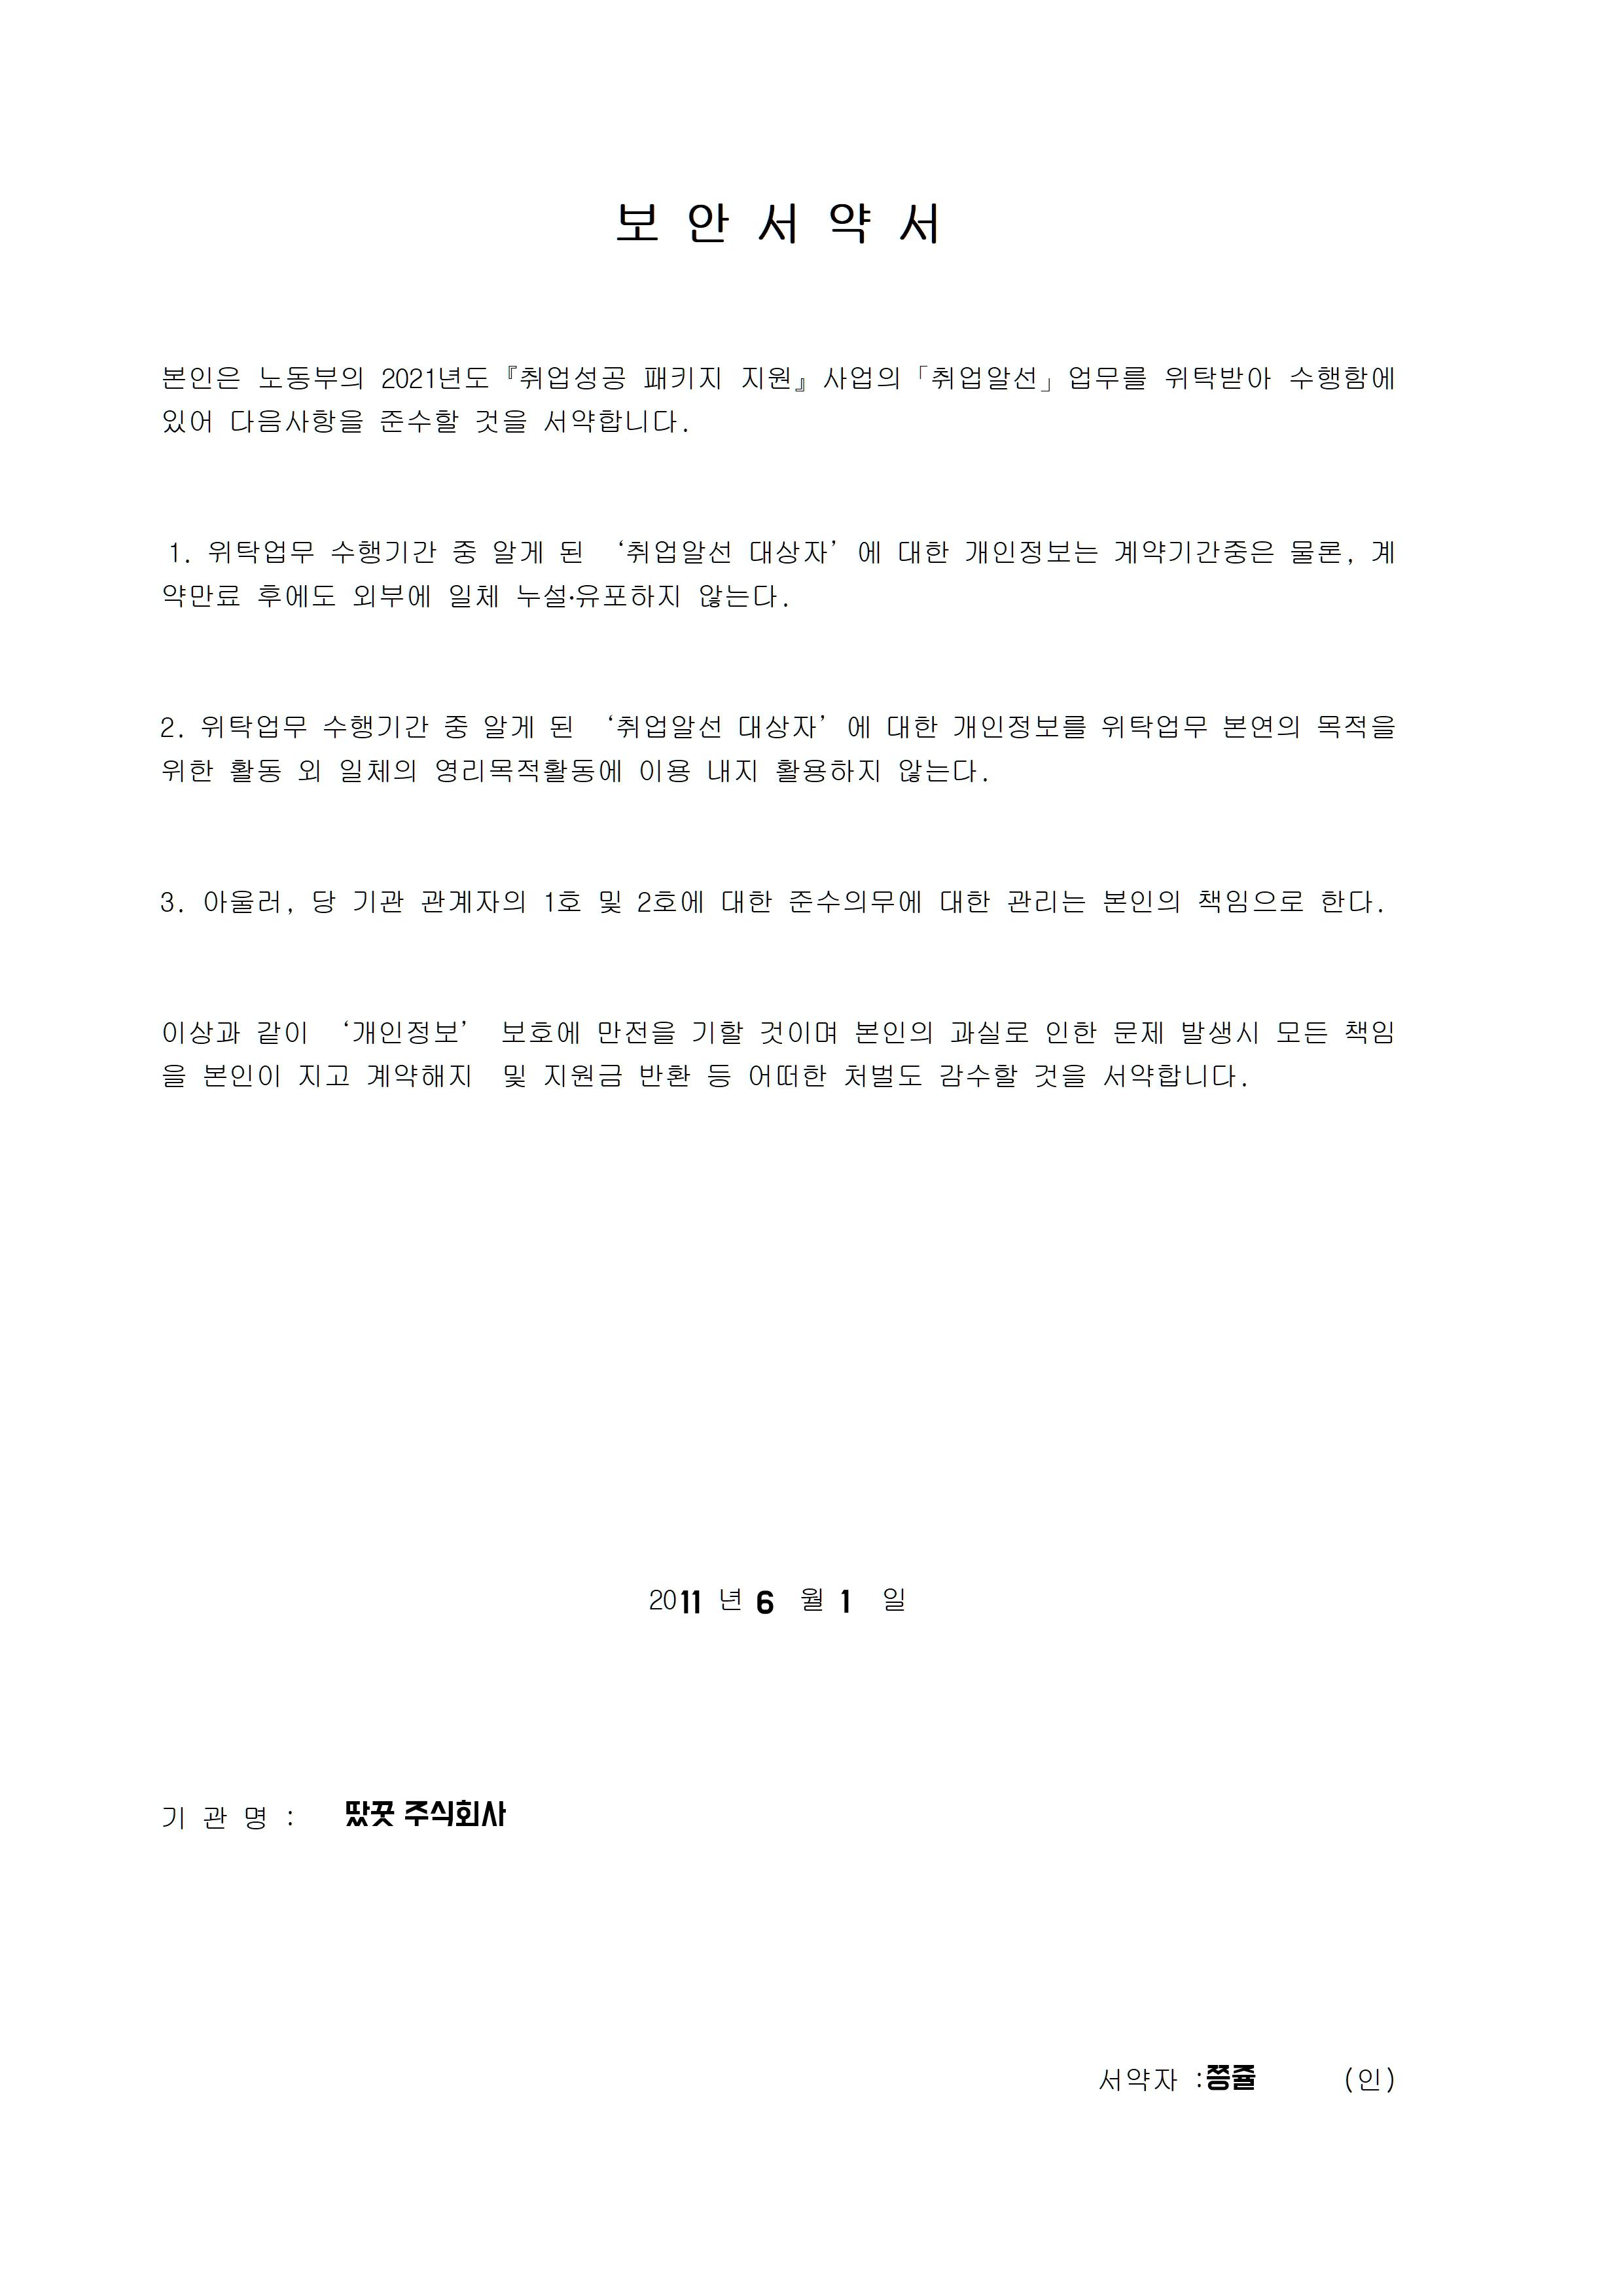 보 안 서 약 서
본인은 노동부의 2021년도『취업성공 패키지 지원』사업의「취업알선」업무를 위탁받아 수행함에
있어 다음사항을 준수할 것을 서약합니다.
1. 위탁업무 수행기간 중 알게 된 ‘취업알선 대상자’에 대한 개인정보는 계약기간중은 물론, 계
약만료 후에도 외부에 일체 누설·유포하지 않는다.
2. 위탁업무 수행기간 중 알게 된 ‘취업알선 대상자’에 대한 개인정보를 위탁업무 본연의 목적을
위한 활동 외 일체의 영리목적활동에 이용 내지 활용하지 않는다.
3. 아울러, 당 기관 관계자의 1호 및 2호에 대한 준수의무에 대한 관리는 본인의 책임으로 한다.
이상과 같이 ‘개인정보’ 보호에 만전을 기할 것이며 본인의 과실로 인한 문제 발생시 모든 책임
을 본인이 지고 계약해지 및 지원금 반환 등 어떠한 처벌도 감수할 것을 서약합니다.
2011 년 6 월 1 일
기 관 명 : 땄꿋 주식회사
서약자 :쯩쥴 (인)